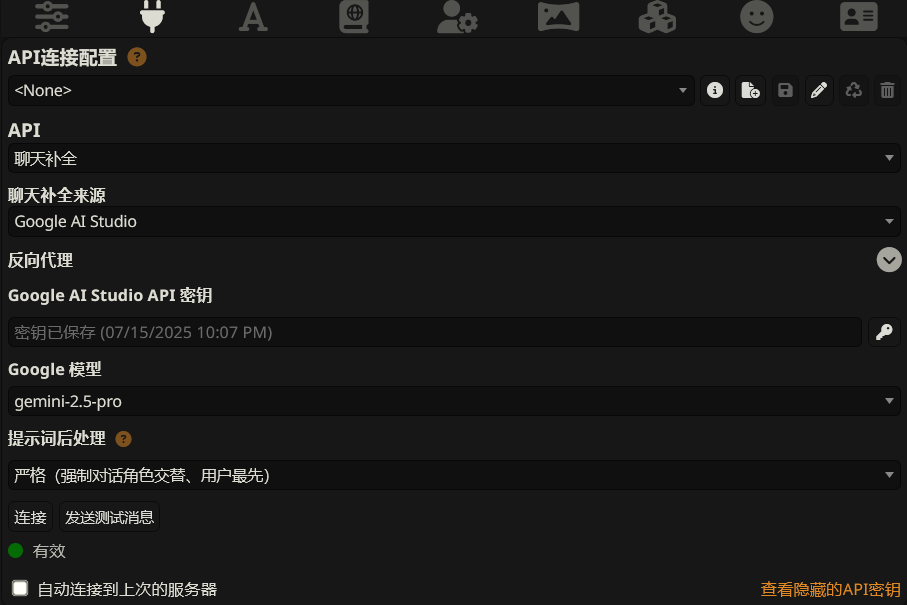 API连接配置
<None>
API
聊天补全
聊天补全来源
Google AI Studio
反向代理
Google AI Studio API 密钥
密钥已保存 (07/15/2025 10:07 PM)
Google 模型
gemini-2.5-pro
提示词后处理
严格（强制对话角色交替、用户最先）
连接 发送测试消息
有效
自动连接到上次的服务器 查看隐藏的API密钥